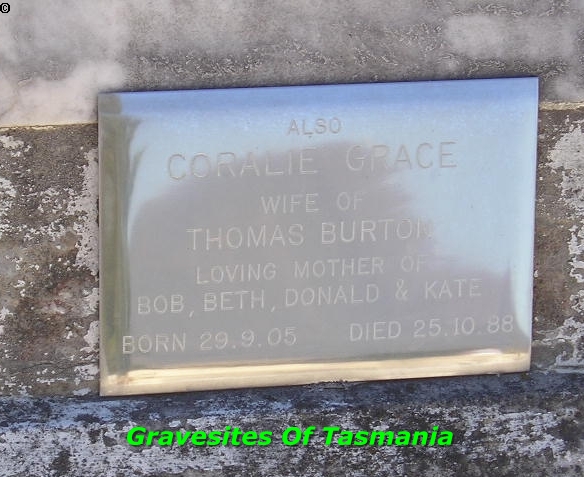 ©
ALSO
CORALIE GRACE
WIFE OF
THOMAS BURTON
LOVING MOTHER OF
BOB, BETH, DONALD & KATE
BORN 29.9.05 DIED 25.10.88
Gravesites Of Tasmania